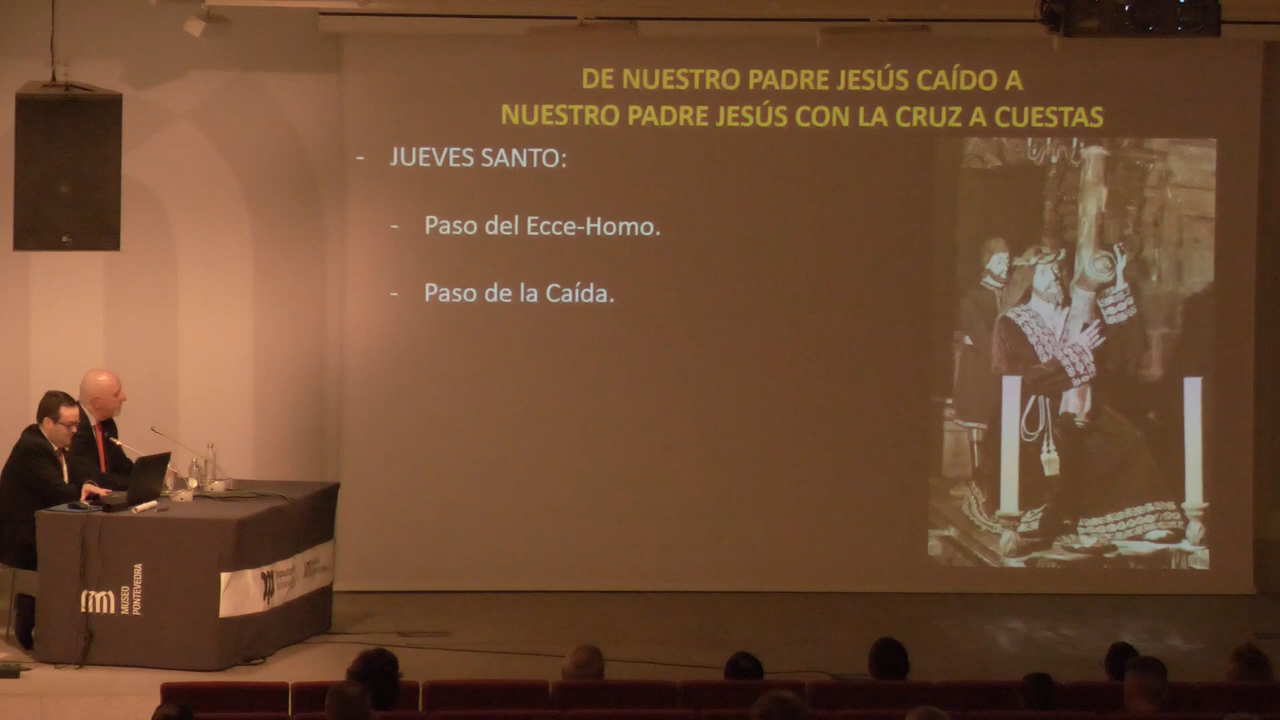 DE NUESTRO PADRE JESÚS CAÍDO A
NUESTRO PADRE JESÚS CON LA CRUZ A CUESTAS
- JUEVES SANTO:
- Paso del Ecce-Homo.
- Paso de la Caída.
MUSEO
PONTEVEDRA